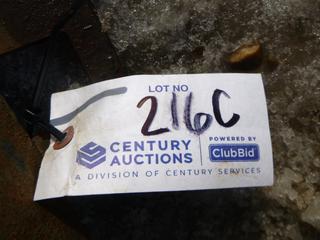 LOT NO
216C
CENTURY AUCTIONS
POWERED BY
ClubBid
A DIVISION OF CENTURY SERVICES